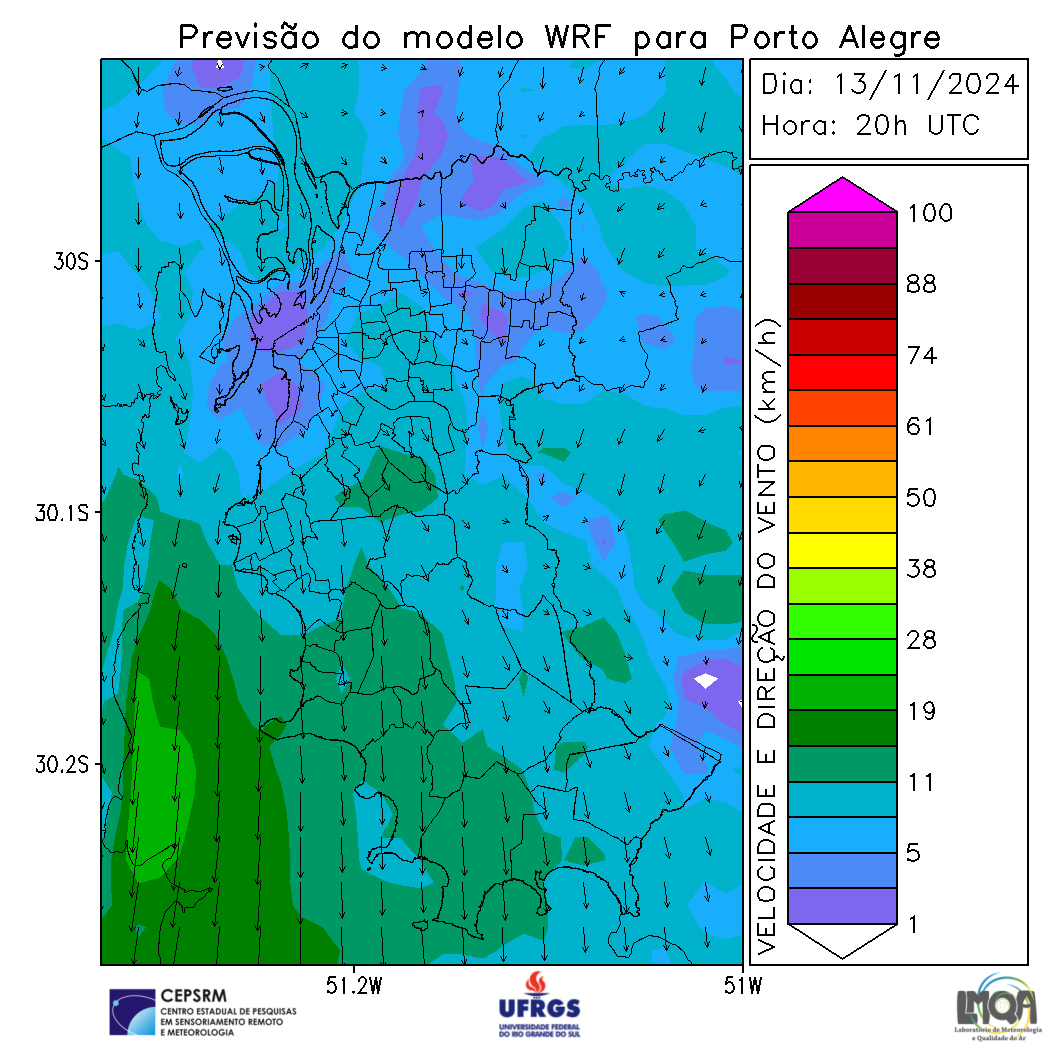 Previsão do modelo WRF para Porto Alegre
Dia: 13/11/2024
Hora: 20h UTC
30S
30.1S
30.2S
51.2W
51W
VELOCIDADE E DIREÇÃO DO VENTO (km/h)
100
88
74
61
50
38
28
19
11
5
1
CEPSRM
CENTRO ESTADUAL DE PESQUISAS
EM SENSORIAMENTO REMOTO
E METEOROLOGIA
UFRGS
UNIVERSIDADE FEDERAL
DO RIO GRANDE DO SUL
LMQA
Laboratório de Meteorologia
e Qualidade do Ar